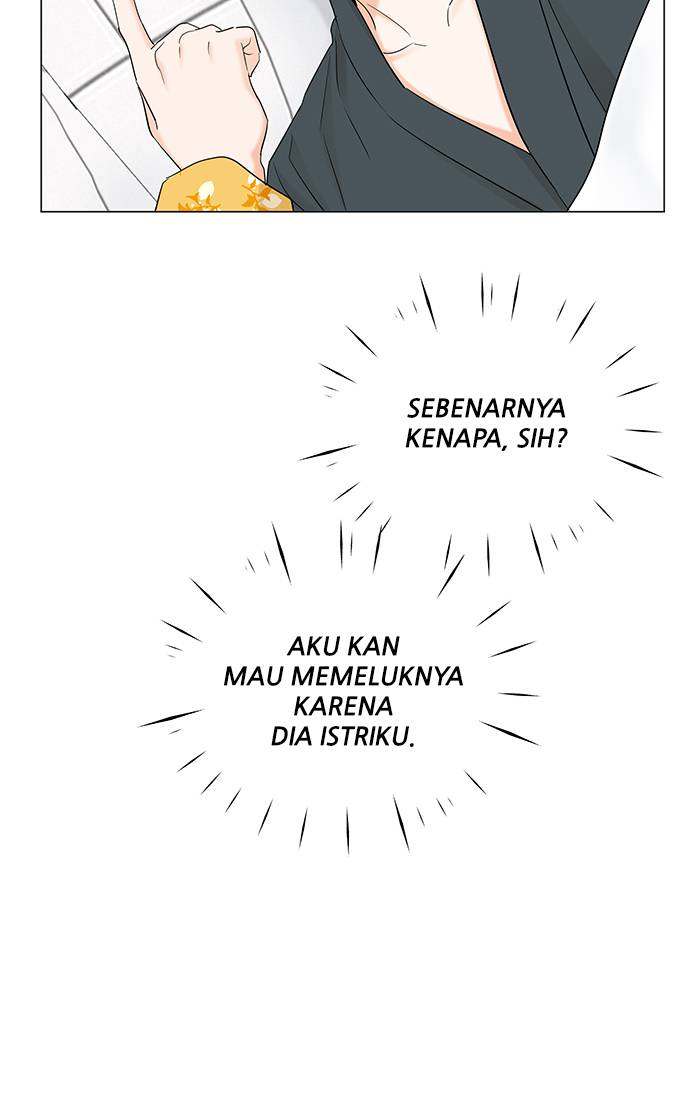 SEBENARNYA
KENAPA, SIH?
AKU KAN
MAU MEMELUKNYA
KARENA
DIA ISTRIKU.